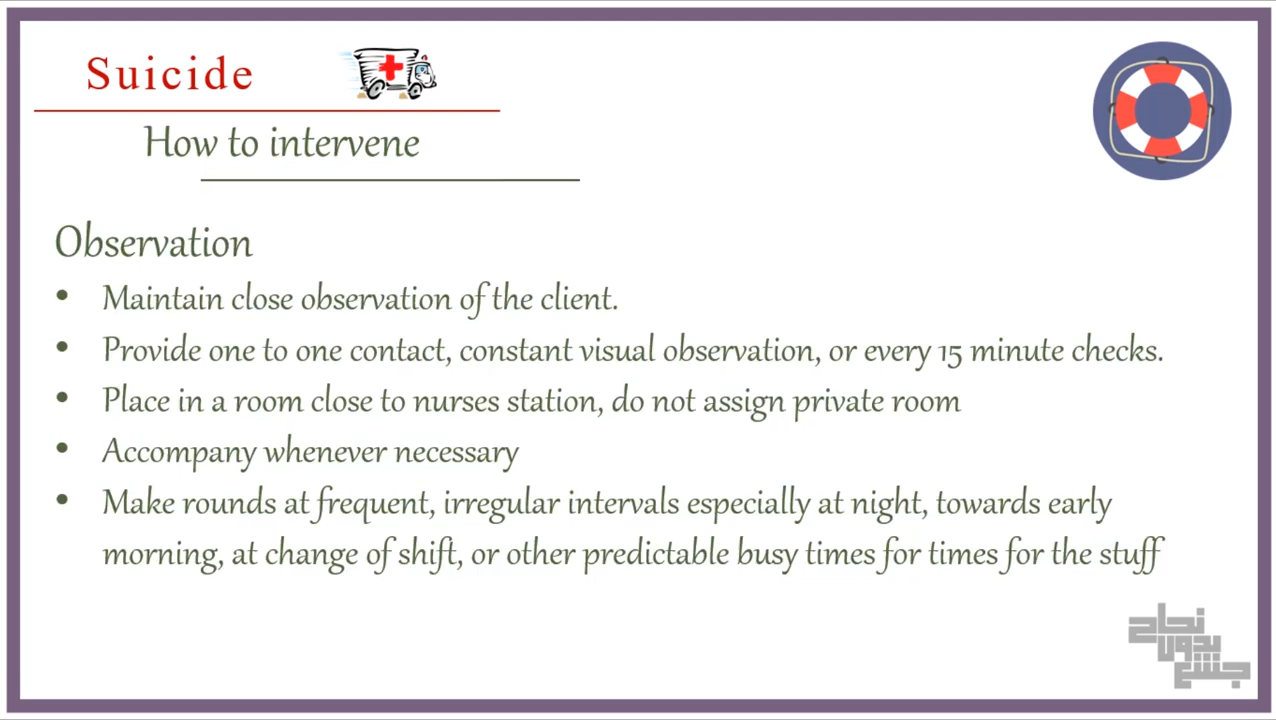 Suicide
How to intervene
Observation
• Maintain close observation of the client.
• Provide one to one contact, constant visual observation, or every 15 minute checks.
• Place in a room close to nurses station, do not assign private room
• Accompany whenever necessary
• Make rounds at frequent, irregular intervals especially at night, towards early
morning, at change of shift, or other predictable busy times for times for the stuff
نجاح
بدون
جشع